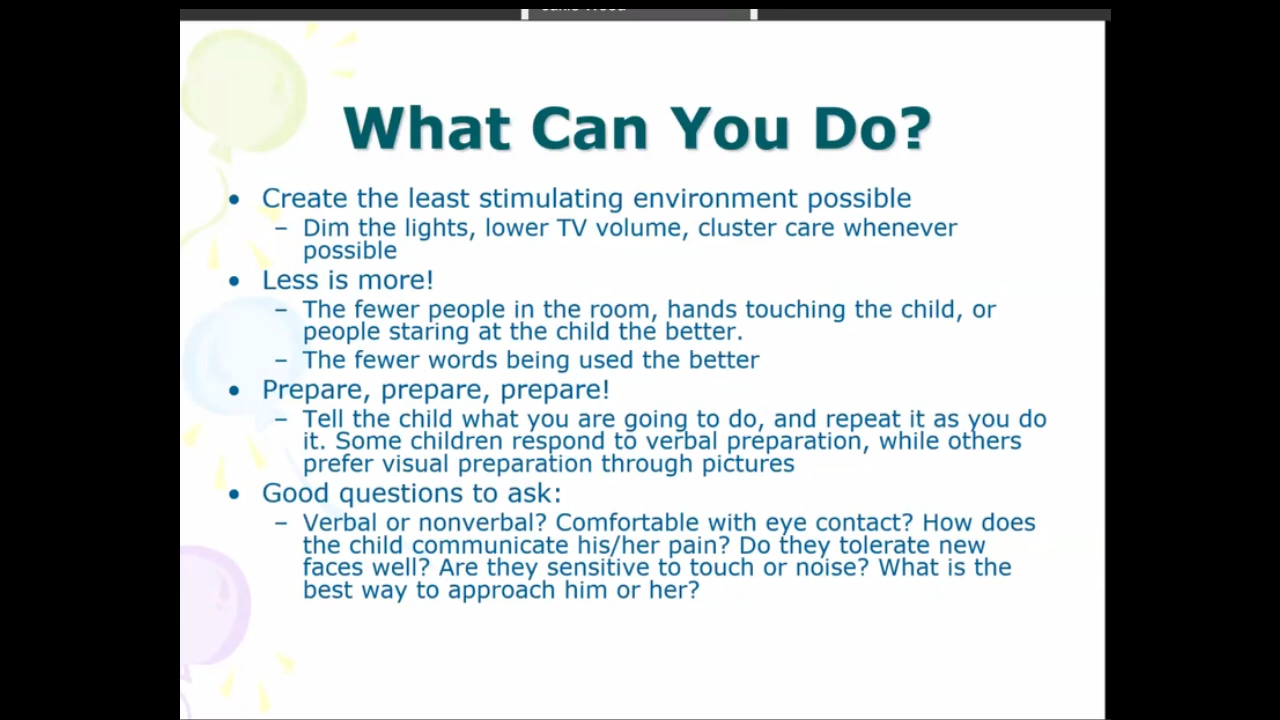 What Can You Do?
• Create the least stimulating environment possible
– Dim the lights, lower TV volume, cluster care whenever
possible
• Less is more!
– The fewer people in the room, hands touching the child, or
people staring at the child the better.
– The fewer words being used the better
• Prepare, prepare, prepare!
– Tell the child what you are going to do, and repeat it as you do
it. Some children respond to verbal preparation, while others
prefer visual preparation through pictures
• Good questions to ask:
– Verbal or nonverbal? Comfortable with eye contact? How does
the child communicate his/her pain? Do they tolerate new
faces well? Are they sensitive to touch or noise? What is the
best way to approach him or her?